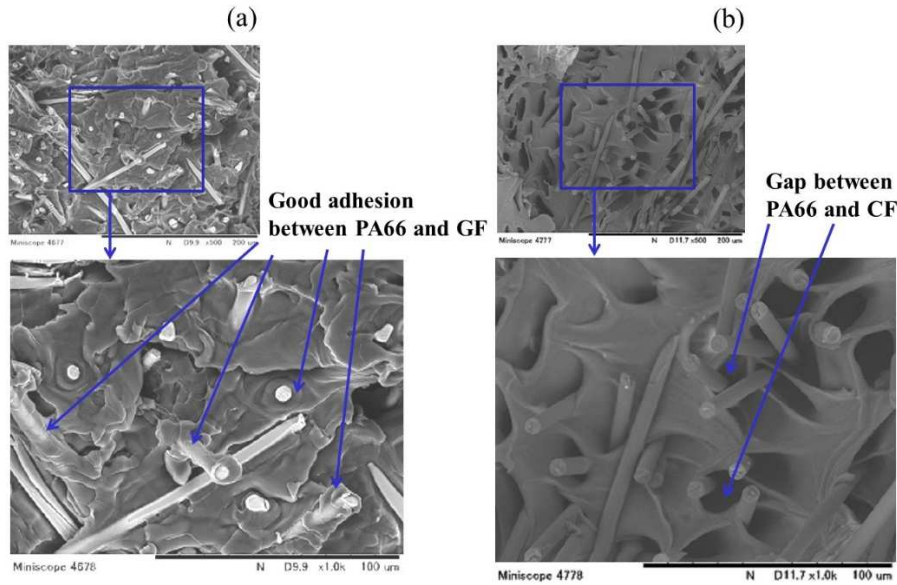 (a)
(b)
Miniscope 4677 N D9.9 x500 200 um
Miniscope 4777 N D11.7 x500 200 um
Good adhesion
between PA66 and GF
Gap between
PA66 and CF
Miniscope 4678 N D9.9 x1.0k 100 um
Miniscope 4778 N D11.7 x1.0k 100 um